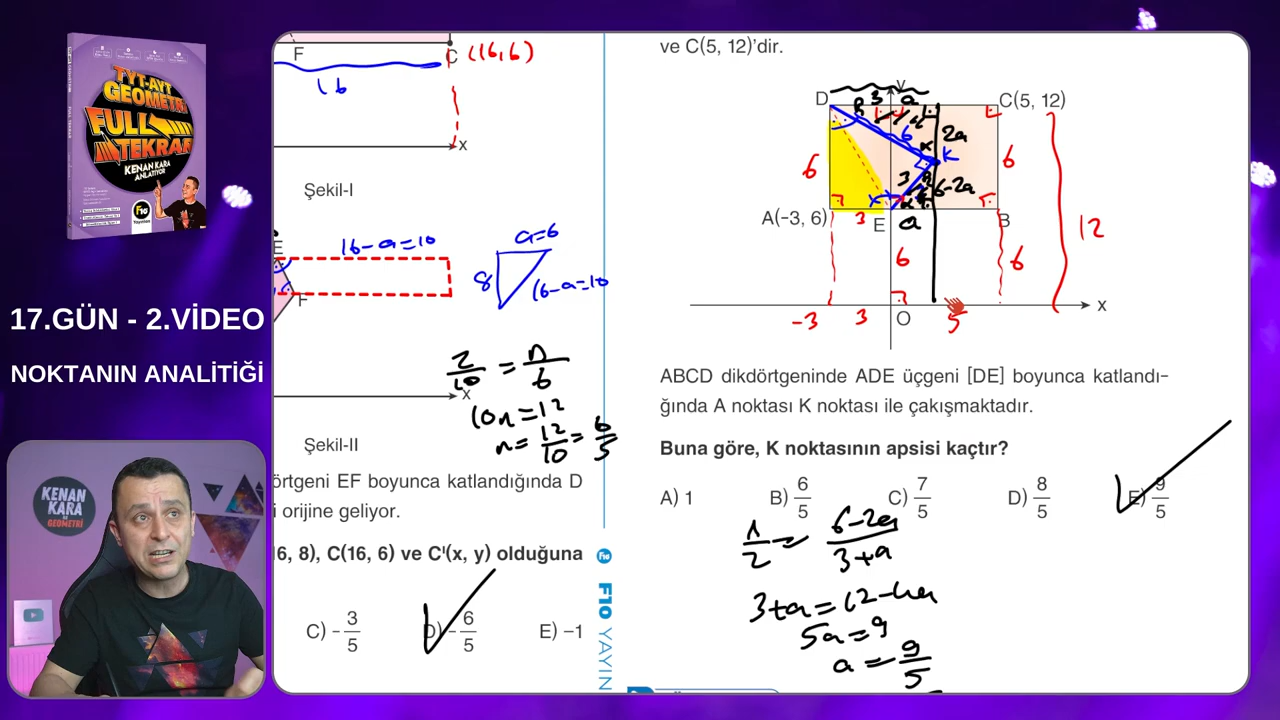 TYT-AYT
GEOMETRİ
FULL
TEKRAR
KENAN KARA
ANLATIYOR
F10
Yayınları
17.GÜN - 2.VİDEO
NOKTANIN ANALİTİĞİ
KENAN
KARA
ile
GEOMETRİ
F
C
(16,6)
16
x
Şekil-I
E
16-a=10
F
a=6
8
16-a=10
2/10 = n/6
10n=12
n= 12/10 = 6/5
x
Şekil-II
örtgeni EF boyunca katlandığında D
i orijine geliyor.
16, 8), C(16, 6) ve C'(x, y) olduğuna
C) -3/5
D) -6/5
E) -1
F10 YAYIN
ve C(5, 12)'dir.
y
D
3
a
C(5, 12)
6
6
2a
K
6
3
6-2a
A(-3, 6)
3
E
a
B
6
6
12
-3
3
O
5
x
ABCD dikdörtgeninde ADE üçgeni [DE] boyunca katlandı-
ğında A noktası K noktası ile çakışmaktadır.
Buna göre, K noktasının apsisi kaçtır?
A) 1
B) 6/5
C) 7/5
D) 8/5
E) 9/5
1/2 = 6-2a/3+a
3+a=12-4a
5a=9
a=9/5